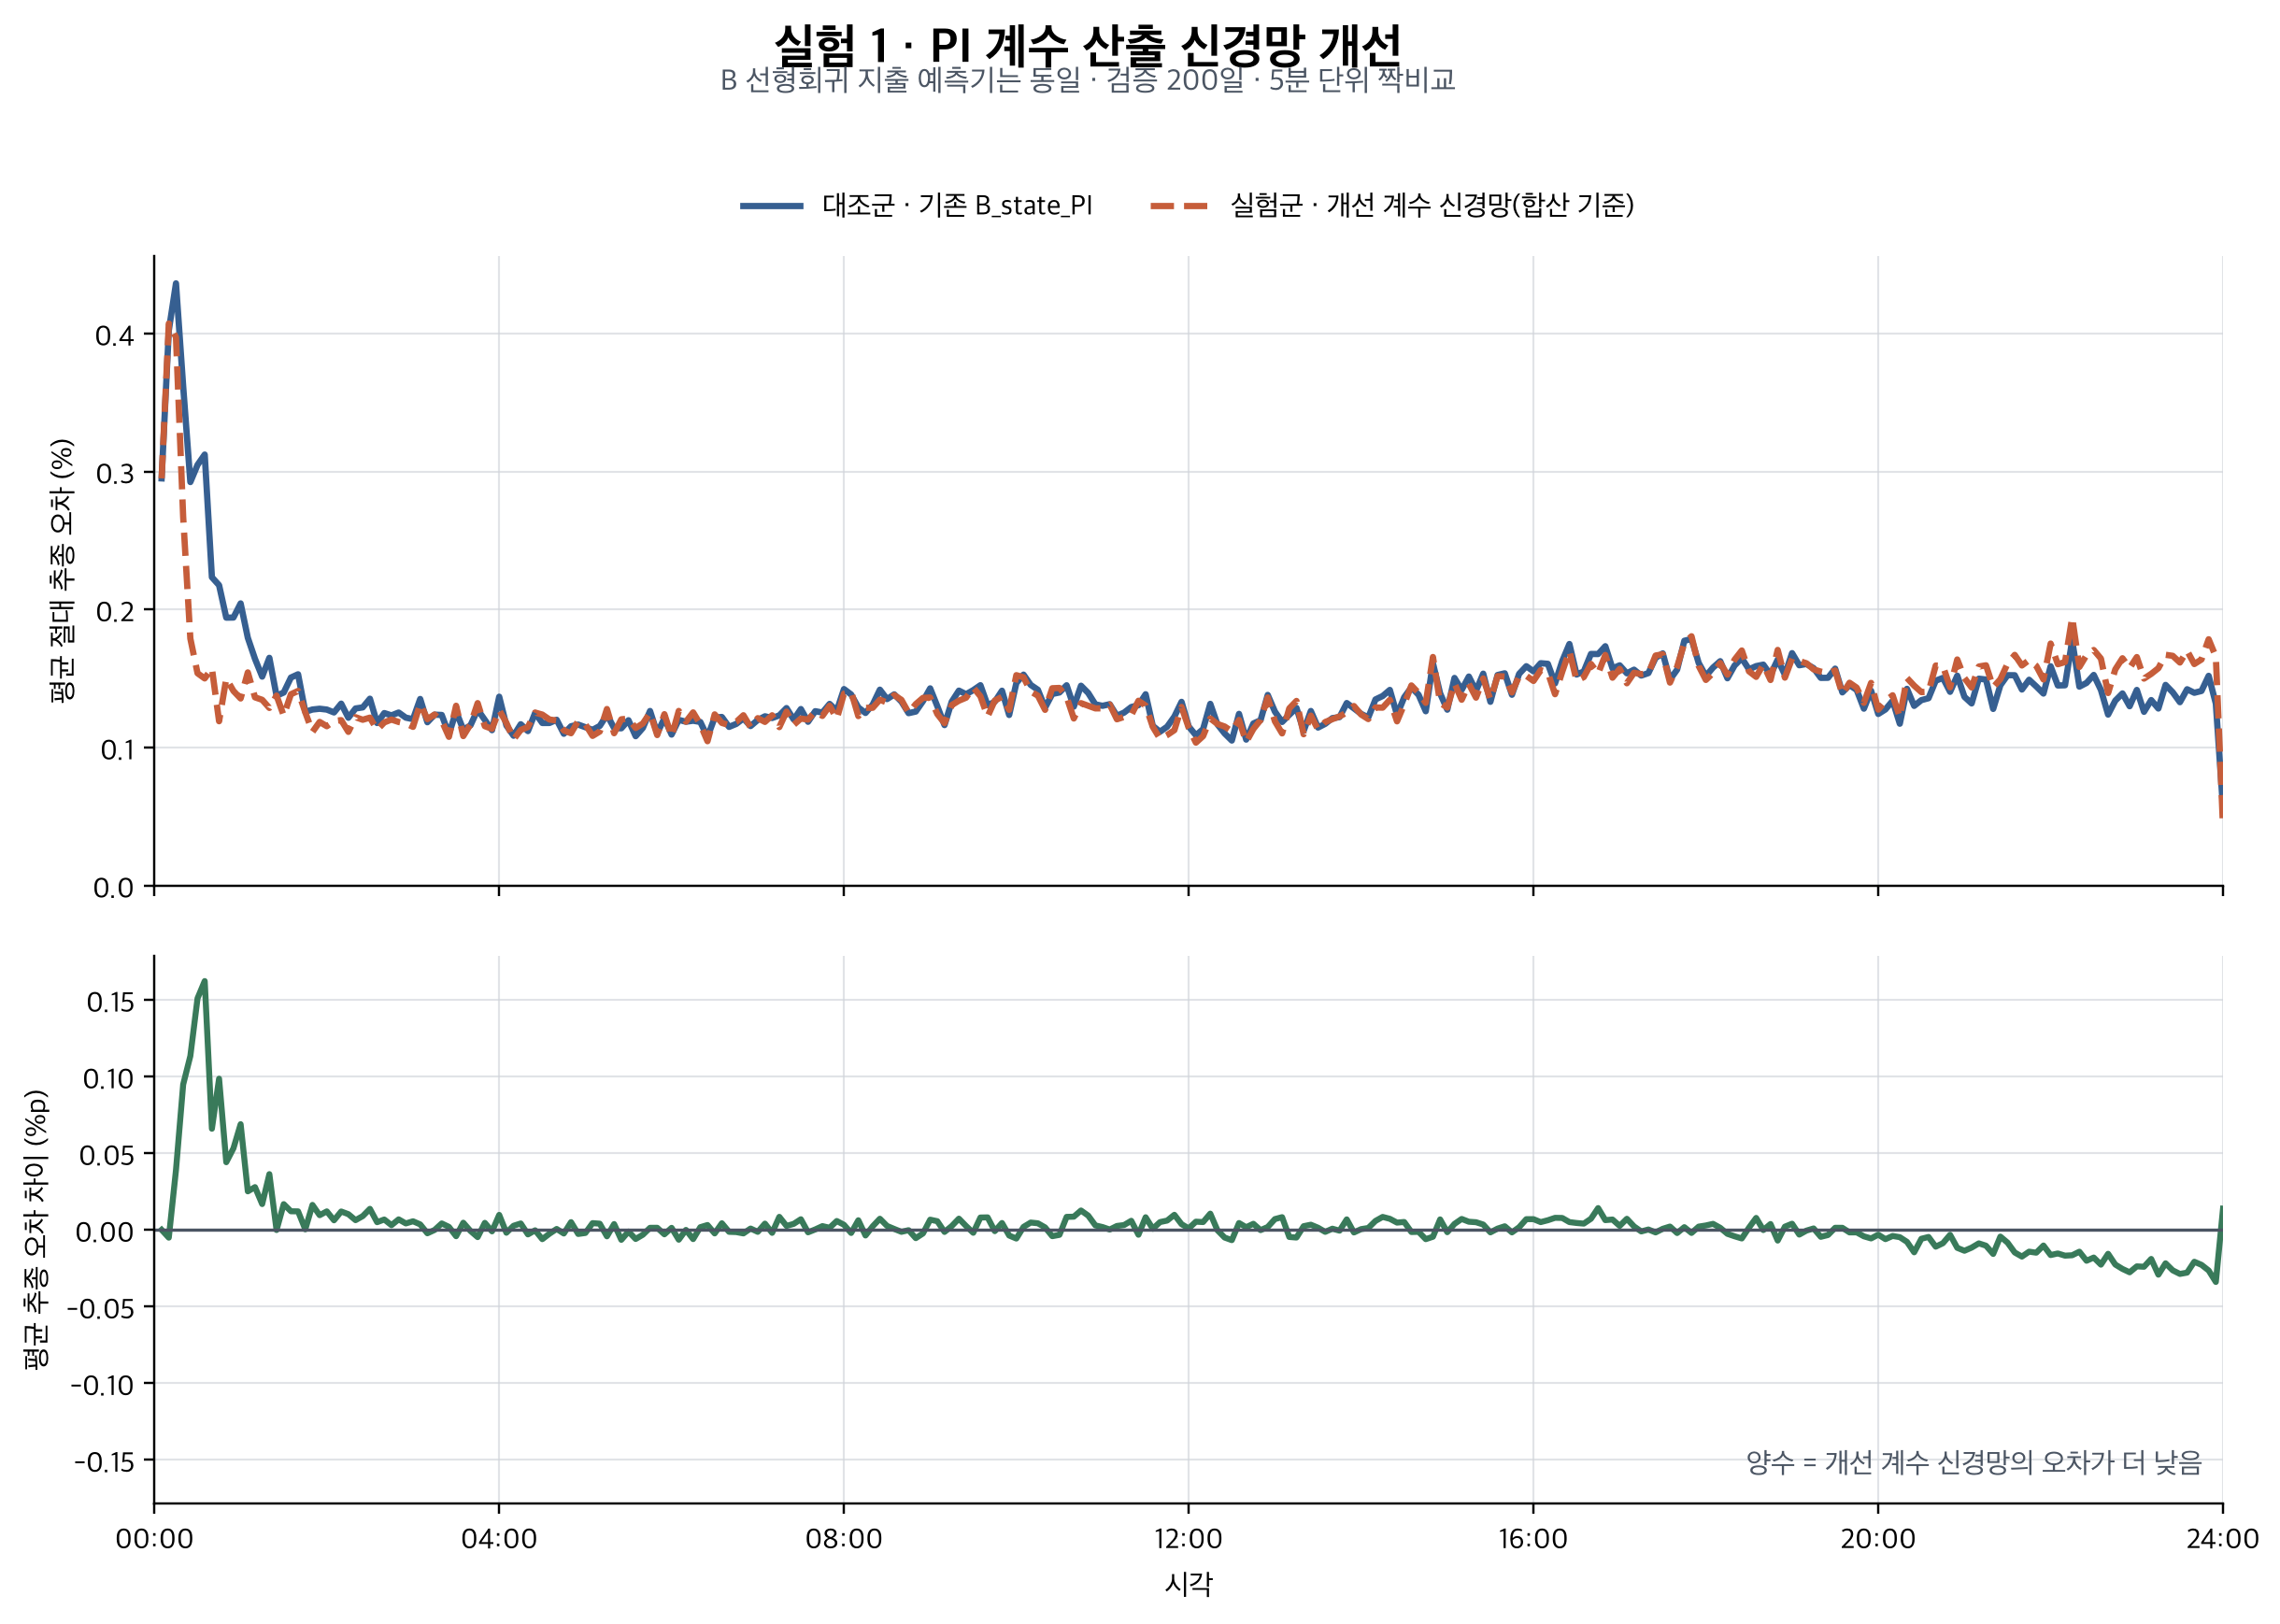 실험 1 · PI 계수 산출 신경망 개선
B 선형회귀 지출 예측기는 동일 · 검증 200일 · 5분 단위 짝비교
대조군 · 기존 B_state_PI
실험군 · 개선 계수 신경망(합산 기준)
평균 절대 추종 오차 (%)
0.4
0.3
0.2
0.1
0.0
평균 추종 오차 차이 (%p)
0.15
0.10
0.05
0.00
-0.05
-0.10
-0.15
양수 = 개선 계수 신경망의 오차가 더 낮음
00:00
04:00
08:00
12:00
16:00
20:00
24:00
시각